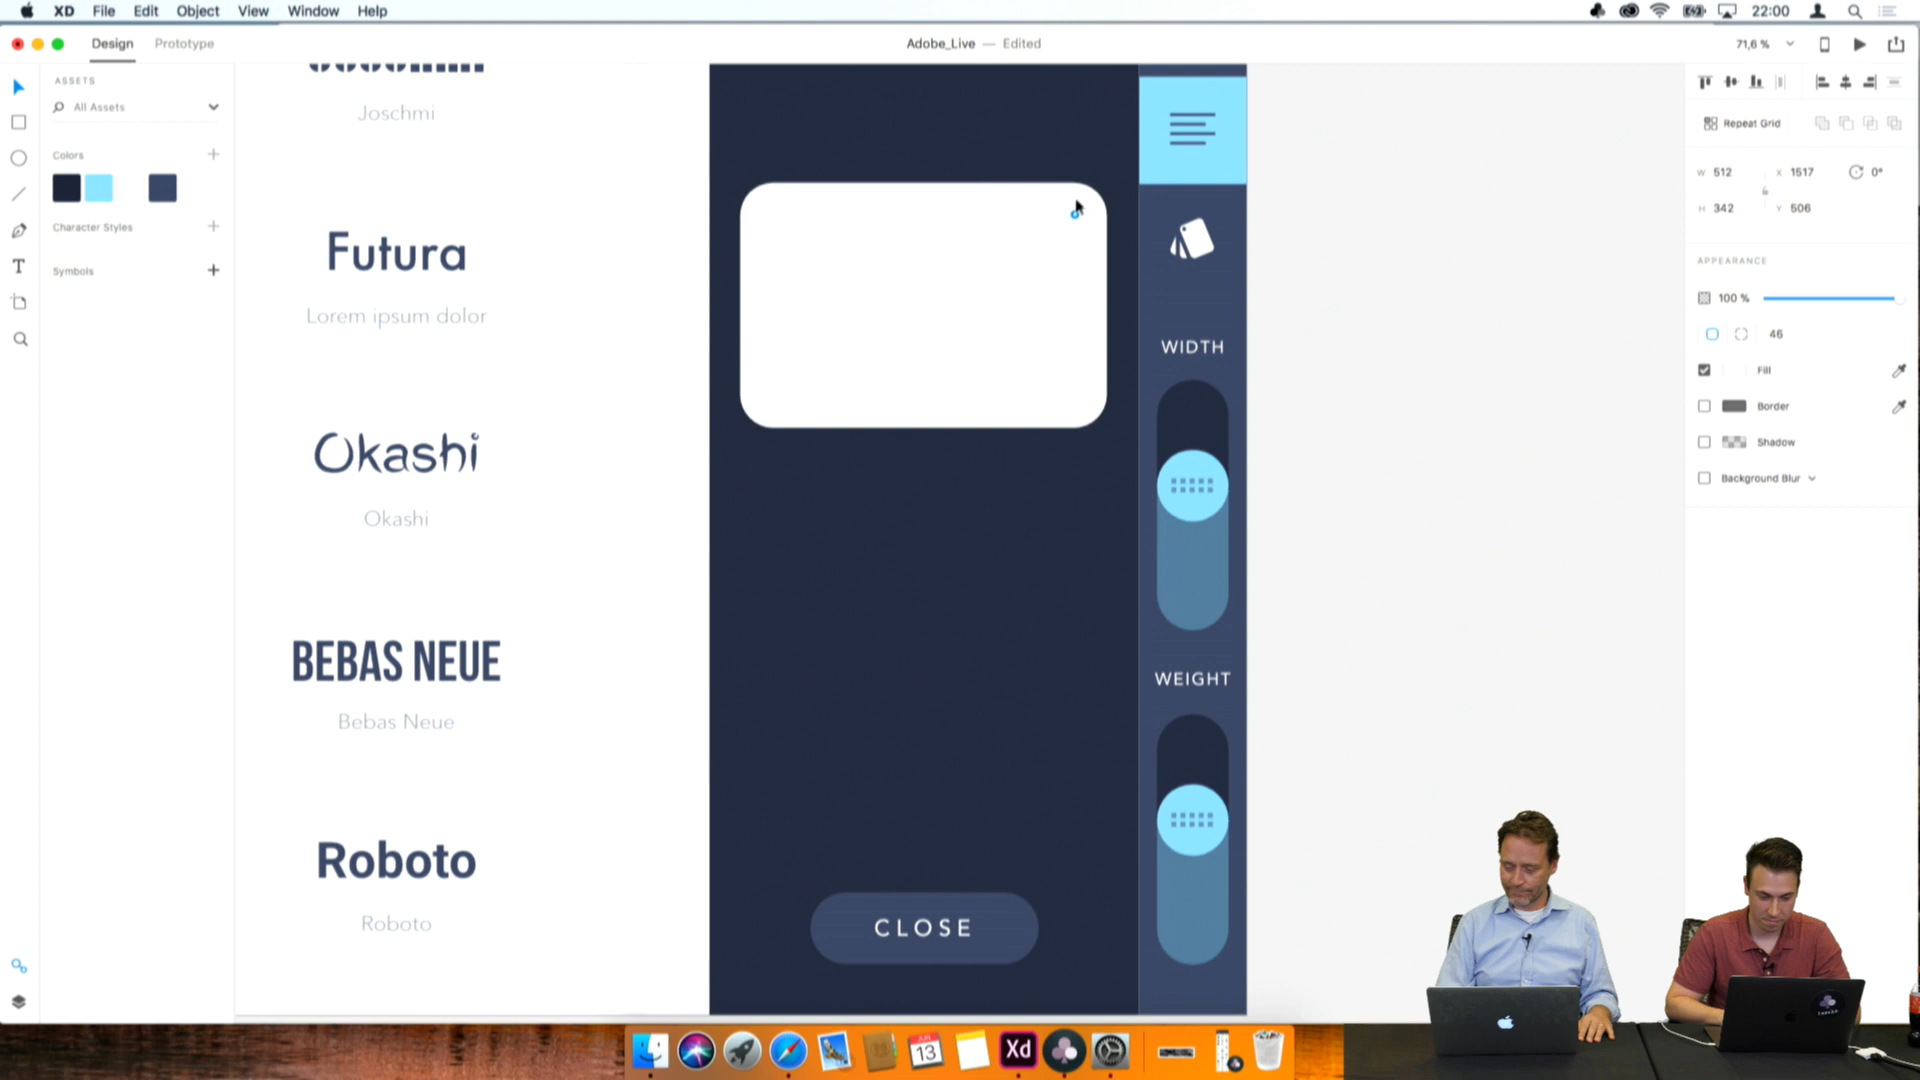 XD File Edit View Object View Window Help
22:00
Design Prototype
Adobe_Live — Edited
71,6 %
ASSETS
All Assets
Colors
Character Styles
Symbols
Joschmi
Futura
Lorem ipsum dolor
Okashi
Okashi
BEBAS NEUE
Bebas Neue
Roboto
Roboto
WIDTH
WEIGHT
CLOSE
Repeat Grid
W 512 X 1517 0°
H 342 Y 506
APPEARANCE
100 %
46
Fill
Border
Shadow
Background Blur
13
Xd